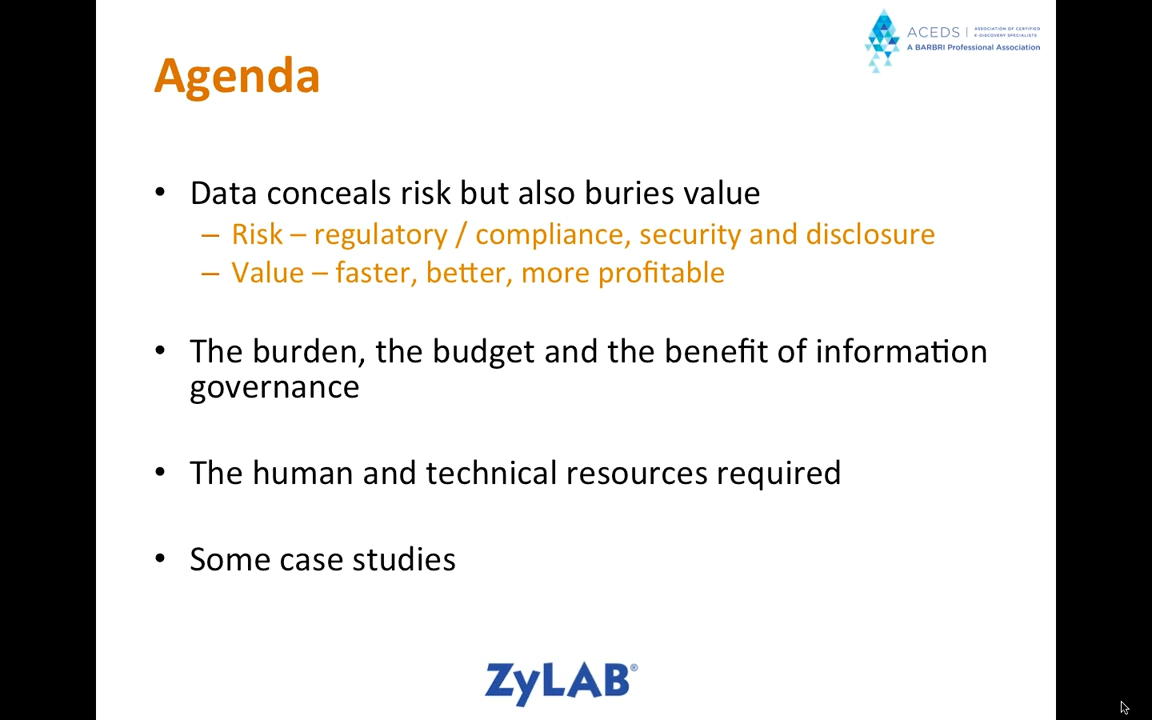 ACEDS | ASSOCIATION OF CERTIFIED
E-DISCOVERY SPECIALISTS
A BARBRI Professional Association
Agenda
• Data conceals risk but also buries value
– Risk – regulatory / compliance, security and disclosure
– Value – faster, better, more profitable
• The burden, the budget and the benefit of information
governance
• The human and technical resources required
• Some case studies
ZyLAB®